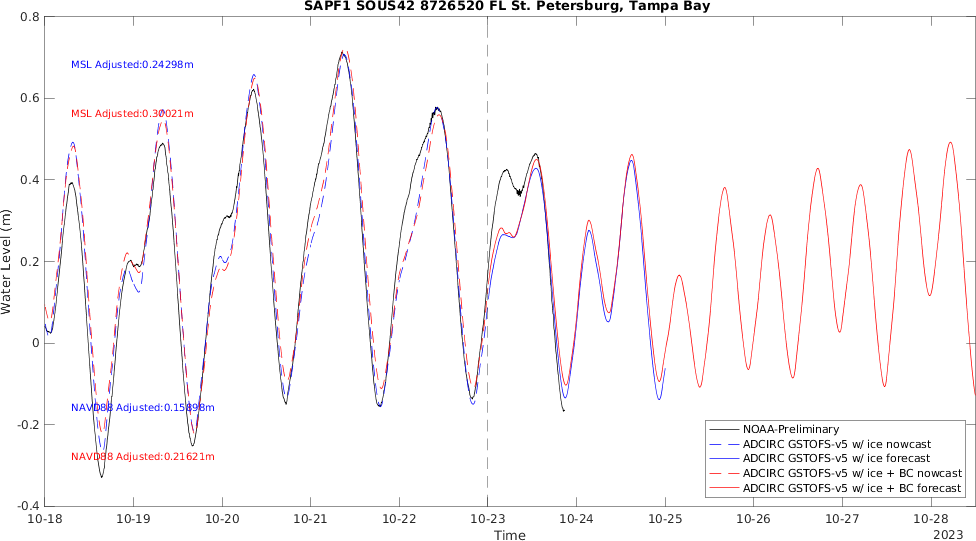 SAPF1 SOUS42 8726520 FL St. Petersburg, Tampa Bay
0.8
0.6
0.4
0.2
0
-0.2
-0.4
Water Level (m)
MSL Adjusted:0.24298m
MSL Adjusted:0.30021m
NAVD88 Adjusted:0.15898m
NAVD88 Adjusted:0.21621m
NOAA-Preliminary
ADCIRC GSTOFS-v5 w/ ice nowcast
ADCIRC GSTOFS-v5 w/ ice forecast
ADCIRC GSTOFS-v5 w/ ice + BC nowcast
ADCIRC GSTOFS-v5 w/ ice + BC forecast
10-18 10-19 10-20 10-21 10-22 10-23 10-24 10-25 10-26 10-27 10-28
Time
2023